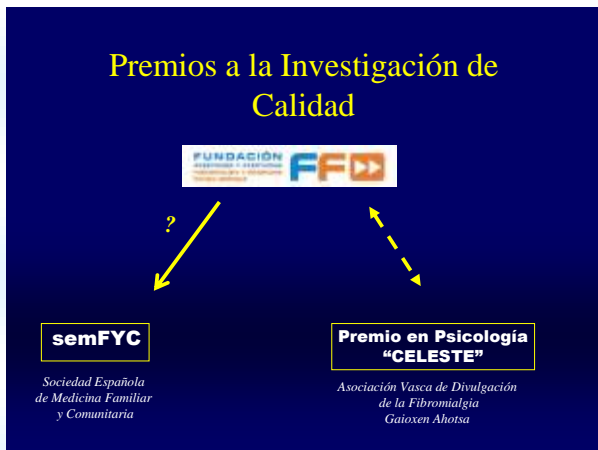 Premios a la Investigación de
Calidad
FUNDACIÓN
FF
?
semFYC
Sociedad Española
de Medicina Familiar
y Comunitaria
Premio en Psicología
“CELESTE”
Asociación Vasca de Divulgación
de la Fibromialgia
Gaioxen Ahotsa